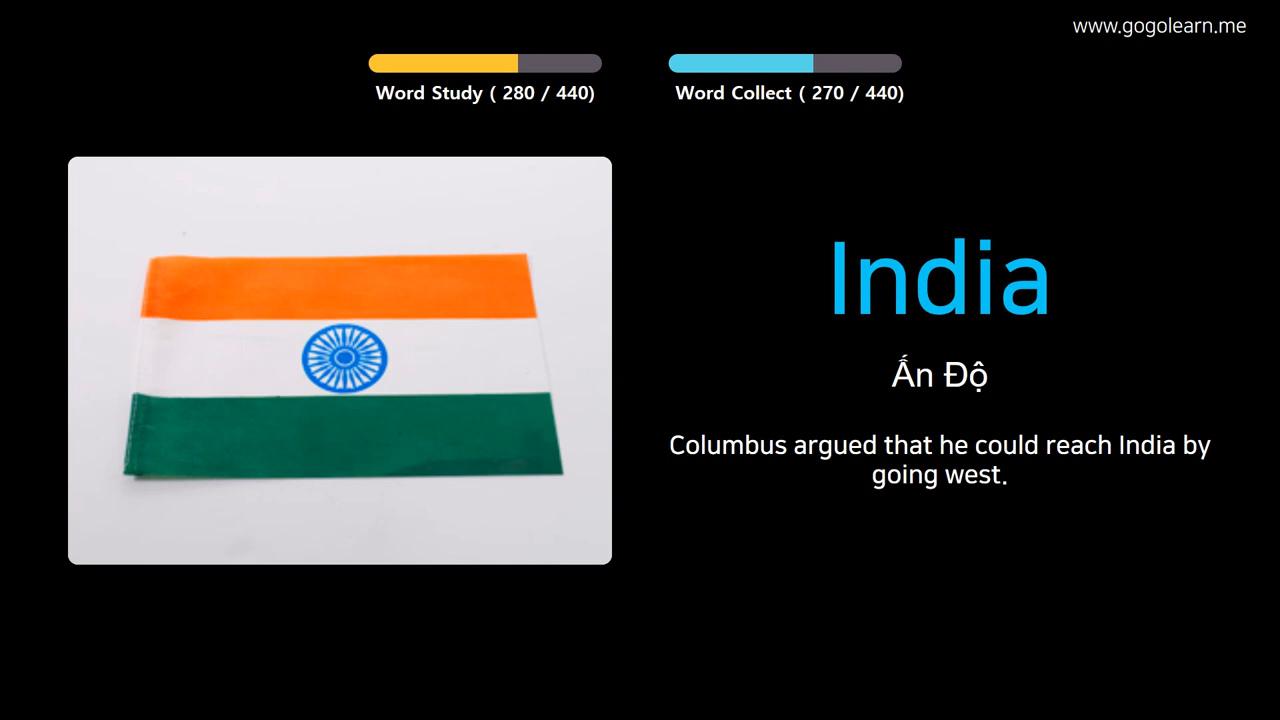 www.gogolearn.me
Word Study ( 280 / 440)
Word Collect ( 270 / 440)
India
Ấn Độ
Columbus argued that he could reach India by
going west.